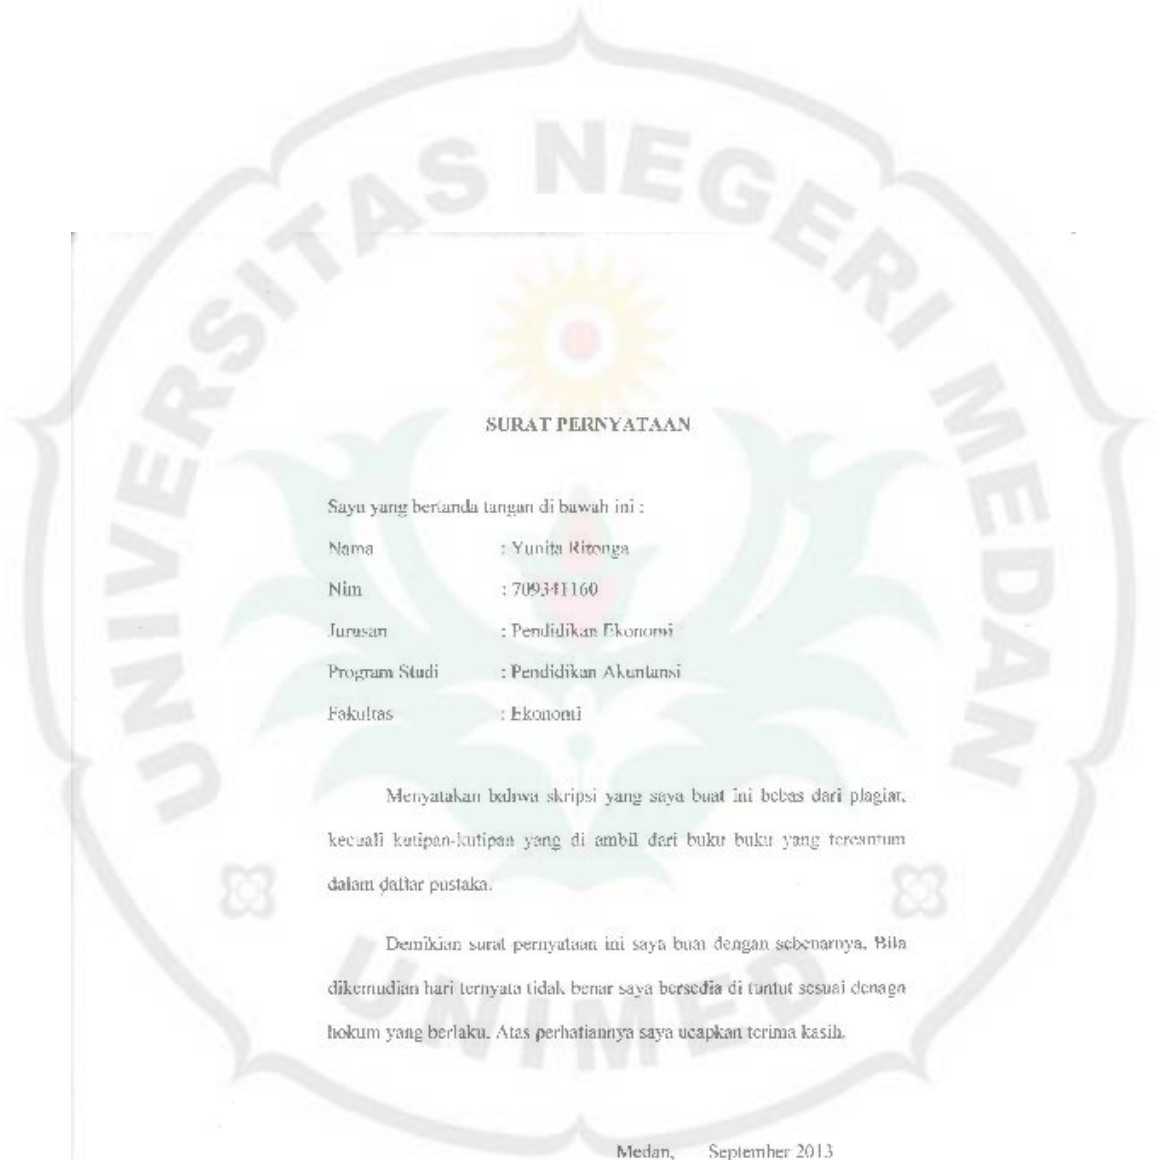 UNIVERSITAS NEGERI MEDAN
SURAT PERNYATAAN
Saya yang bertanda tangan di bawah ini :
Nama : Yunita Ritonga
Nim : 709341160
Jurusan : Pendidikan Ekonomi
Program Studi : Pendidikan Akuntansi
Fakultas : Ekonomi
Menyatakan bahwa skripsi yang saya buat ini bebas dari plagiat,
kecuali kutipan-kutipan yang di ambil dari buku buku yang tercantum
dalam daftar pustaka.
Demikian surat pernyataan ini saya buat dengan sebenarnya. Bila
dikemudian hari ternyata tidak benar saya bersedia di tuntut sesuai denaga
hokum yang berlaku. Atas perhatiannya saya ucapkan terima kasih.
UNIMED
Medan, September 2013